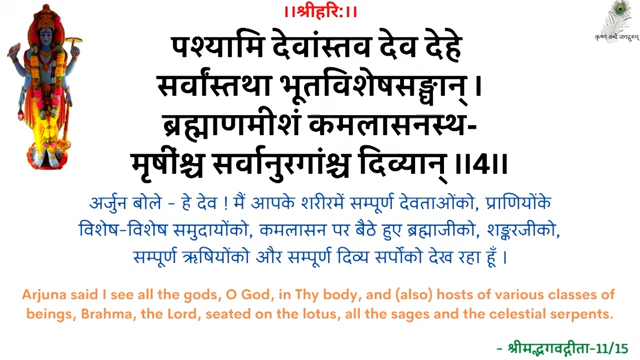 ।।श्रीहरि:।।
कृष्णं वन्दे जगद्गुरुम्
पश्यामि देवांस्तव देव देहे
सर्वांस्तथा भूतविशेषसङ्घान् ।
ब्रह्माणमीशं कमलासनस्थ-
मृषींश्च सर्वानुरगांश्च दिव्यान् ।।4।।
अर्जुन बोले - हे देव ! मैं आपके शरीरमें सम्पूर्ण देवताओंको, प्राणियोंके
विशेष-विशेष समुदायोंको, कमलासन पर बैठे हुए ब्रह्माजीको, शङ्करजीको,
सम्पूर्ण ऋषियोंको और सम्पूर्ण दिव्य सर्पोंको देख रहा हूँ ।
Arjuna said I see all the gods, O God, in Thy body, and (also) hosts of various classes of
beings, Brahma, the Lord, seated on the lotus, all the sages and the celestial serpents.
- श्रीमद्भगवद्गीता-11/15